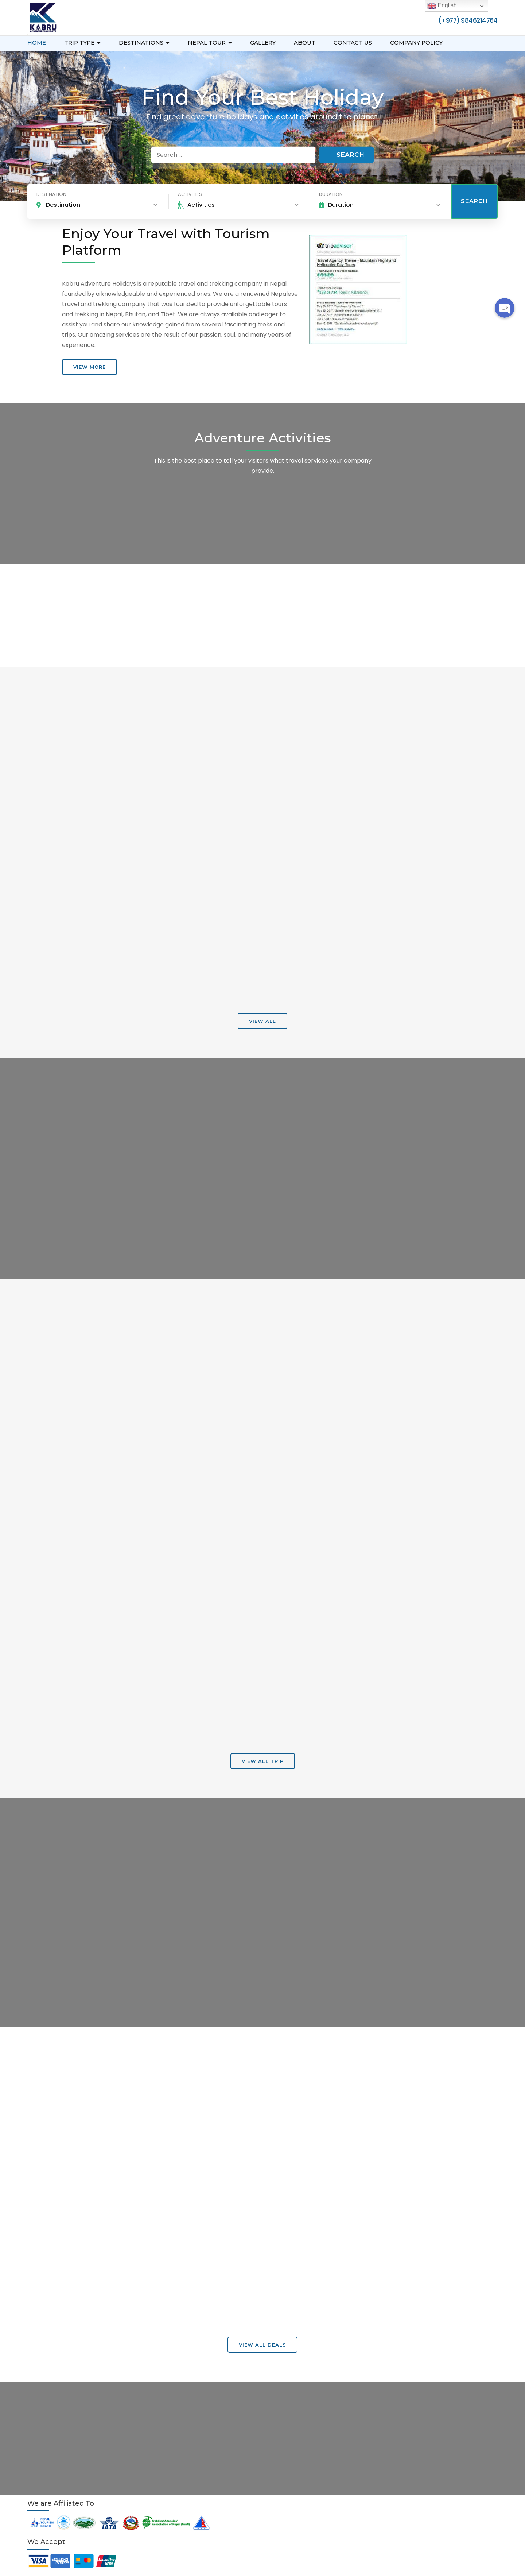 English
KABRU
(+977) 9846214764
HOME TRIP TYPE DESTINATIONS NEPAL TOUR GALLERY ABOUT CONTACT US COMPANY POLICY
Find Your Best Holiday
Find great adventure holidays and activities around the planet.
Search ... SEARCH
DESTINATION
Destination
ACTIVITIES
Activities
DURATION
Duration
SEARCH
Enjoy Your Travel with Tourism
Platform
Kabru Adventure Holidays is a reputable travel and trekking company in Nepal,
founded by a knowledgeable and experienced ones. We are a renowned Nepalese
travel and trekking company that was founded to provide unforgettable tours
and trekking in Nepal, Bhutan, and Tibet. We are always available and eager to
assist you and share our knowledge gained from several fascinating treks and
trips. Our amazing services are the result of our passion, soul, and many years of
experience.
VIEW MORE
tripadvisor
Travel Agency Theme - Mountain Flight and
Helicopter Day Tours
TripAdvisor Traveler Rating
Adventure Activities
This is the best place to tell your visitors what travel services your company
provide.
VIEW ALL
VIEW ALL TRIP
VIEW ALL DEALS
We are Affiliated To
NEPAL
TOURISM
BOARD
IATA
We Accept
VISA